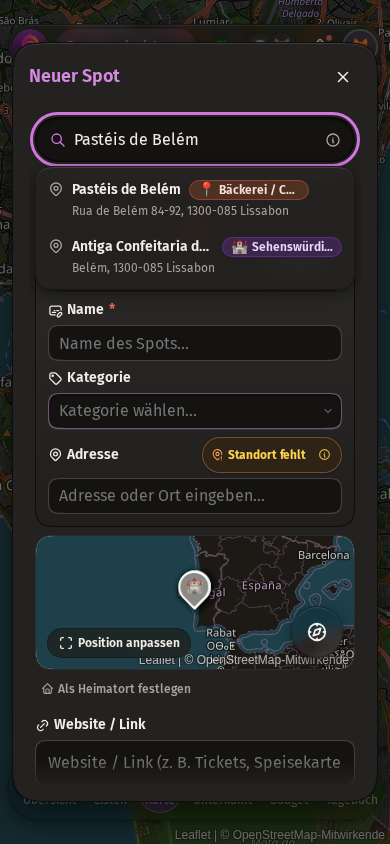 Neuer Spot
Pastéis de Belém
Pastéis de Belém 📍 Bäckerei / C...
Rua de Belém 84-92, 1300-085 Lissabon
Antiga Confeitaria d... 🏰 Sehenswürdi...
Belém, 1300-085 Lissabon
Name *
Name des Spots...
Kategorie
Kategorie wählen...
Adresse Standort fehlt
Adresse oder Ort eingeben...
Barcelona
España
Rabat
Position anpassen
Leaflet | © OpenStreetMap-Mitwirkende
Als Heimatort festlegen
Website / Link
Website / Link (z. B. Tickets, Speisekarte
Leaflet | © OpenStreetMap-Mitwirkende